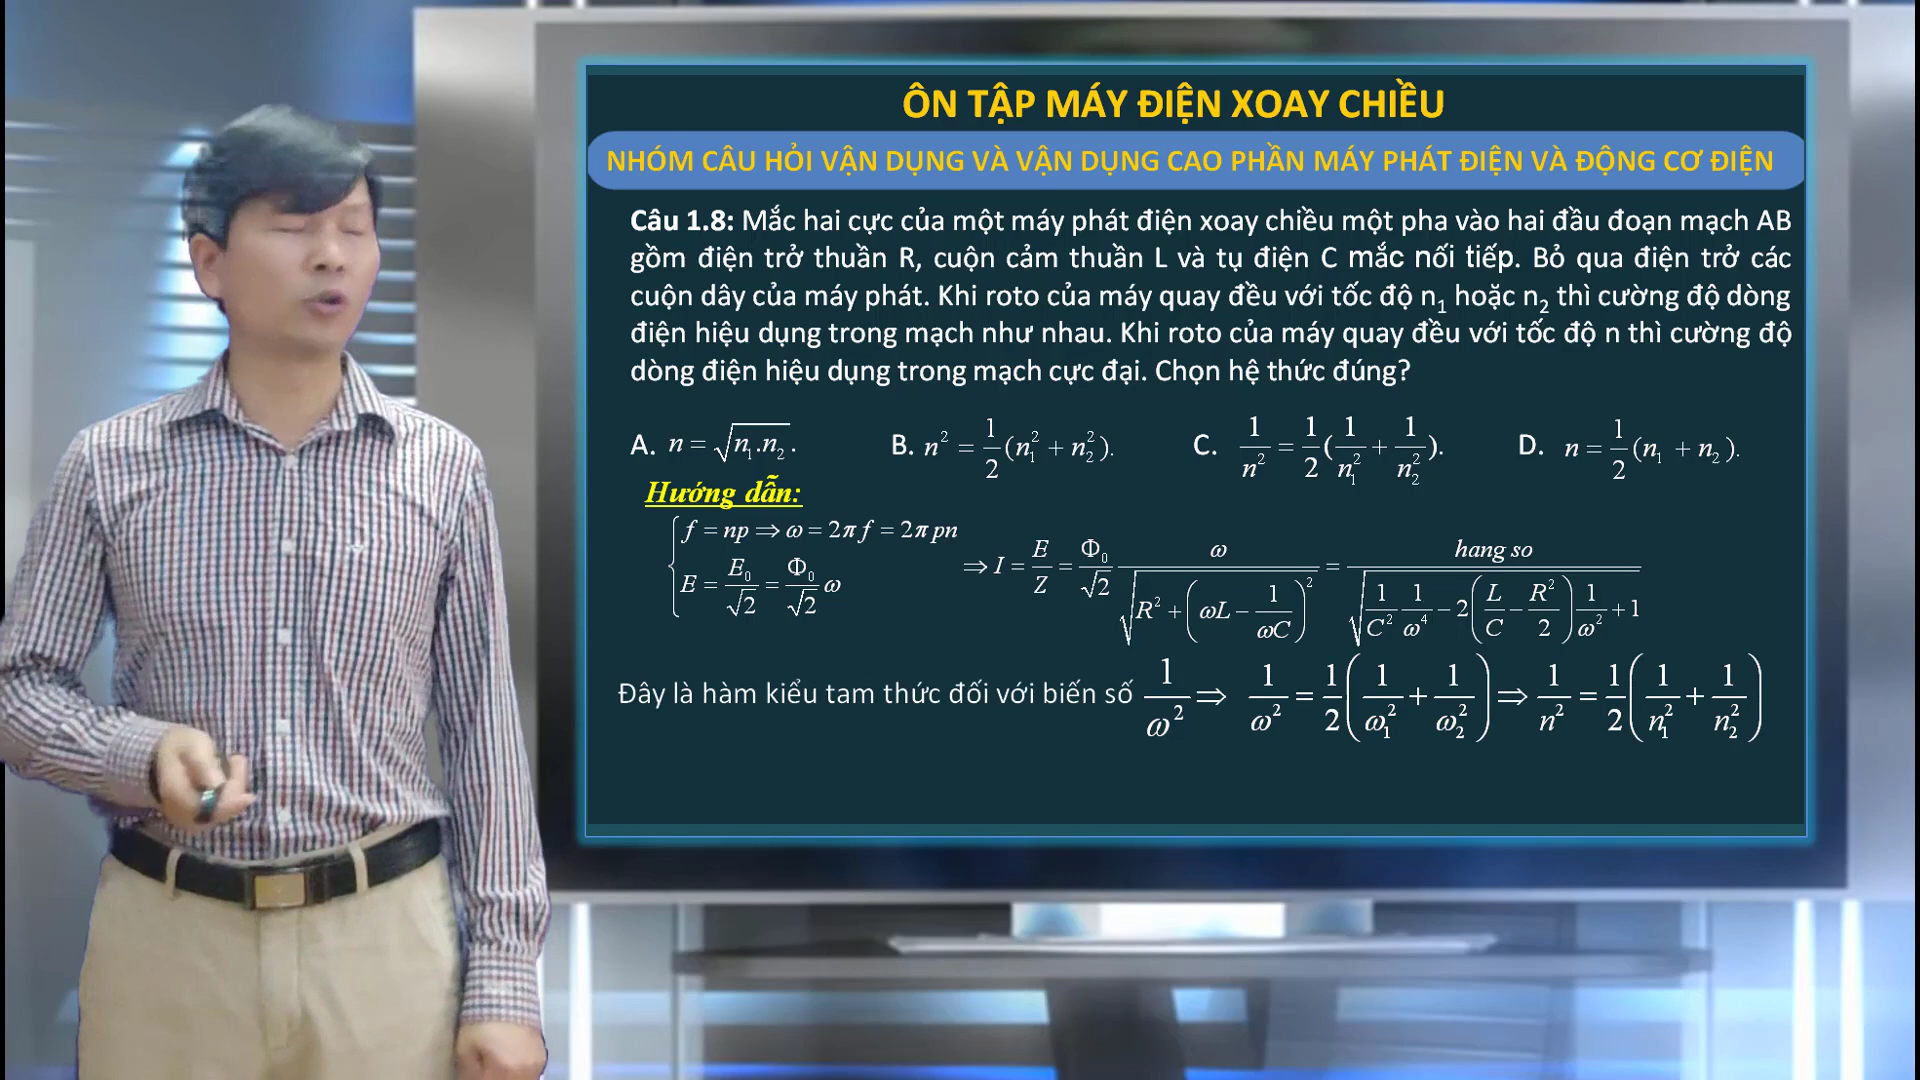 ÔN TẬP MÁY ĐIỆN XOAY CHIỀU
NHÓM CÂU HỎI VẬN DỤNG VÀ VẬN DỤNG CAO PHẦN MÁY PHÁT ĐIỆN VÀ ĐỘNG CƠ ĐIỆN
Câu 1.8: Mắc hai cực của một máy phát điện xoay chiều một pha vào hai đầu đoạn mạch AB
gồm điện trở thuần R, cuộn cảm thuần L và tụ điện C mắc nối tiếp. Bỏ qua điện trở các
cuộn dây của máy phát. Khi roto của máy quay đều với tốc độ n₁ hoặc n₂ thì cường độ dòng
điện hiệu dụng trong mạch như nhau. Khi roto của máy quay đều với tốc độ n thì cường độ
dòng điện hiệu dụng trong mạch cực đại. Chọn hệ thức đúng?
A. n = √(n₁.n₂). B. n² = 1/2(n₁² + n₂²). C. 1/n² = 1/2(1/n₁² + 1/n₂²). D. n = 1/2(n₁ + n₂).
Hướng dẫn:
{ f = np ⇒ ω = 2πf = 2πpn
E = E₀/√2 = Φ₀/√2 ω ⇒ I = E/Z = Φ₀/√2 ω/√(R² + (ωL − 1/ωC)²) = hang so/√(1/C² 1/ω⁴ − 2(L/C − R²/2) 1/ω² + 1)
Đây là hàm kiểu tam thức đối với biến số 1/ω² ⇒ 1/ω² = 1/2(1/ω₁² + 1/ω₂²) ⇒ 1/n² = 1/2(1/n₁² + 1/n₂²)